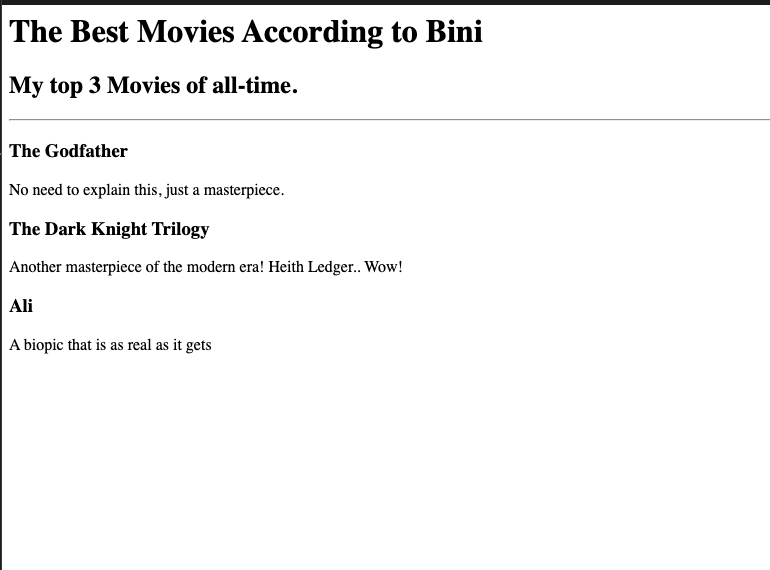 The Best Movies According to Bini
My top 3 Movies of all-time.
The Godfather
No need to explain this, just a masterpiece.
The Dark Knight Trilogy
Another masterpiece of the modern era! Heith Ledger.. Wow!
Ali
A biopic that is as real as it gets